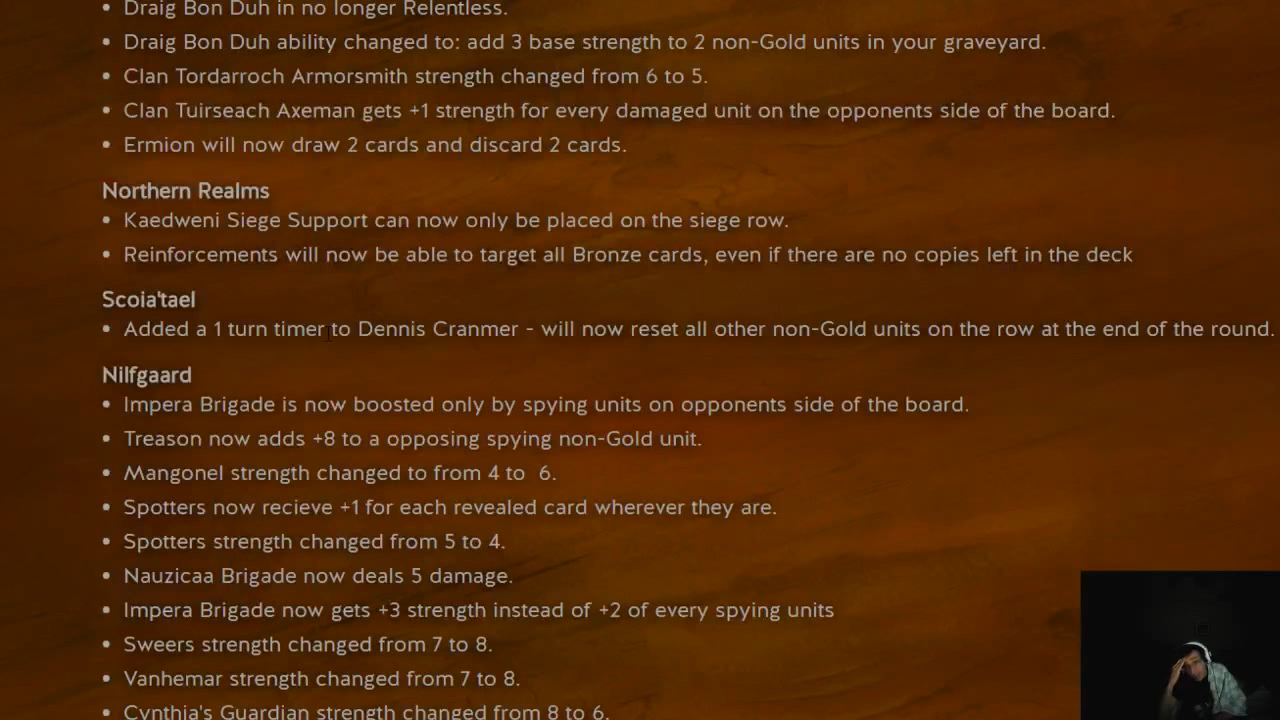 • Draig Bon Duh in no longer Relentless.
• Draig Bon Duh ability changed to: add 3 base strength to 2 non-Gold units in your graveyard.
• Clan Tordarroch Armorsmith strength changed from 6 to 5.
• Clan Tuirseach Axeman gets +1 strength for every damaged unit on the opponents side of the board.
• Ermion will now draw 2 cards and discard 2 cards.
Northern Realms
• Kaedweni Siege Support can now only be placed on the siege row.
• Reinforcements will now be able to target all Bronze cards, even if there are no copies left in the deck
Scoia'tael
• Added a 1 turn timer to Dennis Cranmer - will now reset all other non-Gold units on the row at the end of the round.
Nilfgaard
• Impera Brigade is now boosted only by spying units on opponents side of the board.
• Treason now adds +8 to a opposing spying non-Gold unit.
• Mangonel strength changed to from 4 to 6.
• Spotters now recieve +1 for each revealed card wherever they are.
• Spotters strength changed from 5 to 4.
• Nauzicaa Brigade now deals 5 damage.
• Impera Brigade now gets +3 strength instead of +2 of every spying units
• Sweers strength changed from 7 to 8.
• Vanhemar strength changed from 7 to 8.
• Cynthia's Guardian strength changed from 8 to 6.